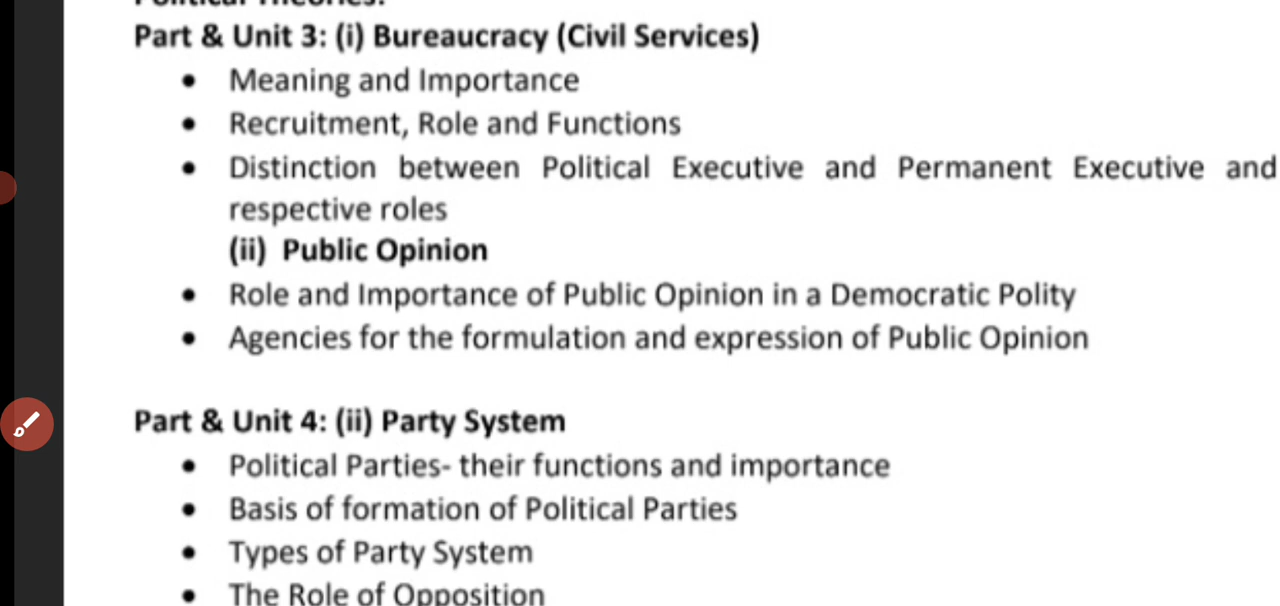 Political Theories.
Part & Unit 3: (i) Bureaucracy (Civil Services)
• Meaning and Importance
• Recruitment, Role and Functions
• Distinction between Political Executive and Permanent Executive and
respective roles
(ii) Public Opinion
• Role and Importance of Public Opinion in a Democratic Polity
• Agencies for the formulation and expression of Public Opinion
Part & Unit 4: (ii) Party System
• Political Parties- their functions and importance
• Basis of formation of Political Parties
• Types of Party System
• The Role of Opposition